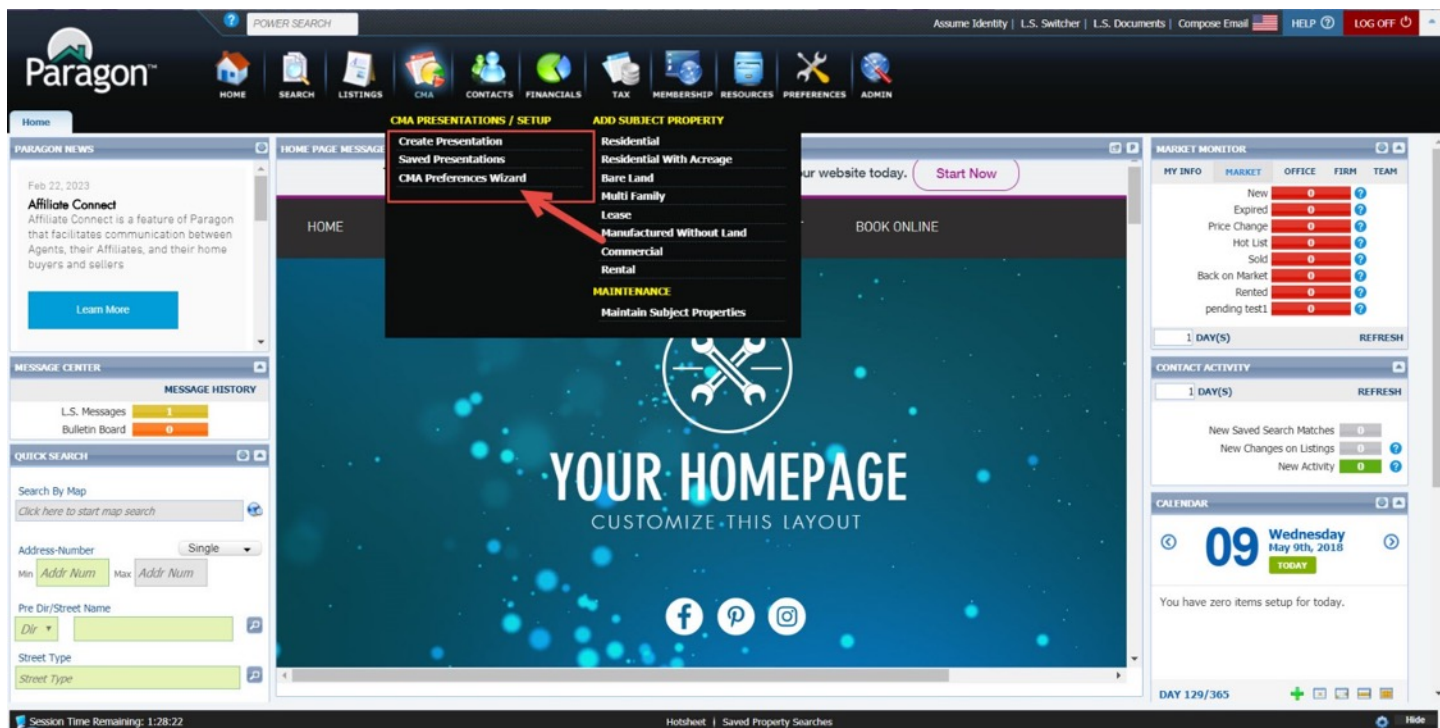 POWER SEARCH
Assume Identity | L.S. Switcher | L.S. Documents | Compose Email
HELP
LOG OFF
Paragon™
HOME
SEARCH
LISTINGS
CMA
CONTACTS
FINANCIALS
TAX
MEMBERSHIP
RESOURCES
PREFERENCES
ADMIN
Home
CMA PRESENTATIONS / SETUP
Create Presentation
Saved Presentations
CMA Preferences Wizard
ADD SUBJECT PROPERTY
Residential
Residential With Acreage
Bare Land
Multi Family
Lease
Manufactured Without Land
Commercial
Rental
MAINTENANCE
Maintain Subject Properties
PARAGON NEWS
Feb 22, 2023
Affiliate Connect
Affiliate Connect is a feature of Paragon
that facilitates communication between
Agents, their Affiliates, and their home
buyers and sellers
Learn More
MESSAGE CENTER
MESSAGE HISTORY
L.S. Messages 1
Bulletin Board 0
QUICK SEARCH
Search By Map
Click here to start map search
Address-Number Single
Min Addr Num Max Addr Num
Pre Dir/Street Name
Dir
Street Type
Street Type
HOME PAGE MESSAGE
website today. Start Now
HOME
BOOK ONLINE
YOUR HOMEPAGE
CUSTOMIZE THIS LAYOUT
MARKET MONITOR
MY INFO MARKET OFFICE FIRM TEAM
New 0
Expired 0
Price Change 0
Hot List 0
Sold 0
Back on Market 0
Rented 0
pending test1 0
1 DAY(S) REFRESH
CONTACT ACTIVITY
1 DAY(S) REFRESH
New Saved Search Matches 0
New Changes on Listings 0
New Activity 0
CALENDAR
09
Wednesday
May 9th, 2018
TODAY
You have zero items setup for today.
DAY 129/365
Session Time Remaining: 1:28:22
Hotsheet | Saved Property Searches
Hide